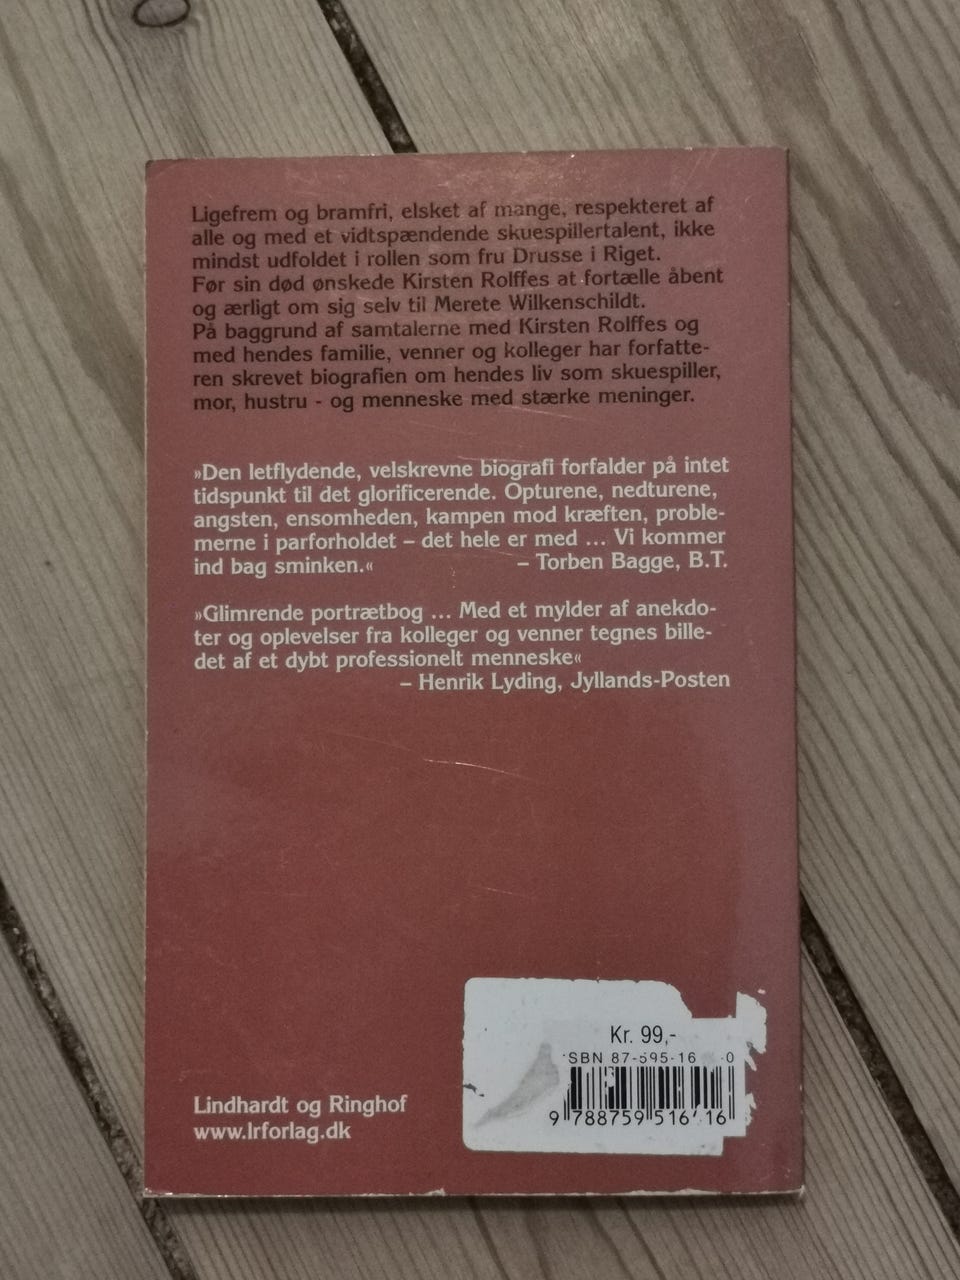 Ligefrem og bramfri, elsket af mange, respekteret af
alle og med et vidtspændende skuespillertalent, ikke
mindst udfoldet i rollen som fru Drusse i Riget.
Før sin død ønskede Kirsten Rolffes at fortælle åbent
og ærligt om sig selv til Merete Wilkenschildt.
På baggrund af samtalerne med Kirsten Rolffes og
med hendes familie, venner og kolleger har forfatte-
ren skrevet biografien om hendes liv som skuespiller,
mor, hustru - og menneske med stærke meninger.
»Den letflydende, velskrevne biografi forfalder på intet
tidspunkt til det glorificerende. Opturene, nedturene,
angsten, ensomheden, kampen mod kræften, proble-
merne i parforholdet – det hele er med ... Vi kommer
ind bag sminken.« – Torben Bagge, B.T.
»Glimrende portrætbog ... Med et mylder af anekdo-
ter og oplevelser fra kolleger og venner tegnes bille-
det af et dybt professionelt menneske«
– Henrik Lyding, Jyllands-Posten
Kr. 99,-
SBN 87-595-16 -0
9 788759 516 16
Lindhardt og Ringhof
www.lrforlag.dk